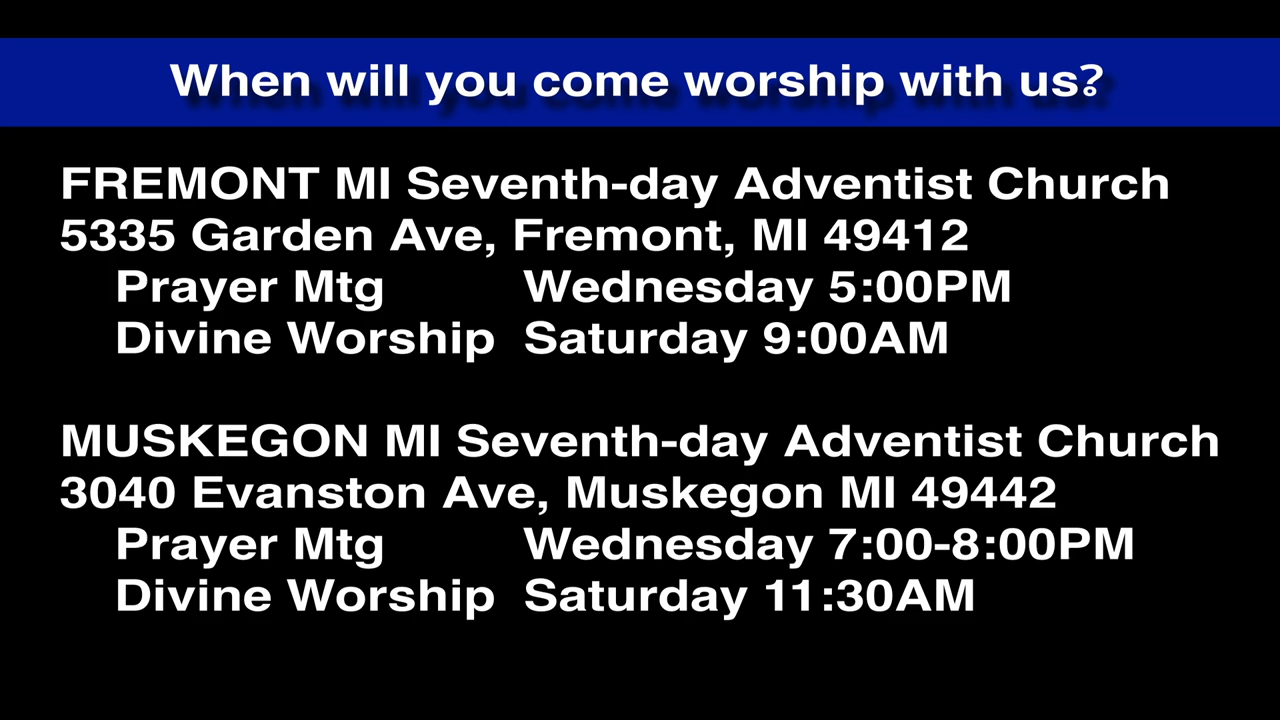 When will you come worship with us?
FREMONT MI Seventh-day Adventist Church
5335 Garden Ave, Fremont, MI 49412
Prayer Mtg Wednesday 5:00PM
Divine Worship Saturday 9:00AM
MUSKEGON MI Seventh-day Adventist Church
3040 Evanston Ave, Muskegon MI 49442
Prayer Mtg Wednesday 7:00-8:00PM
Divine Worship Saturday 11:30AM